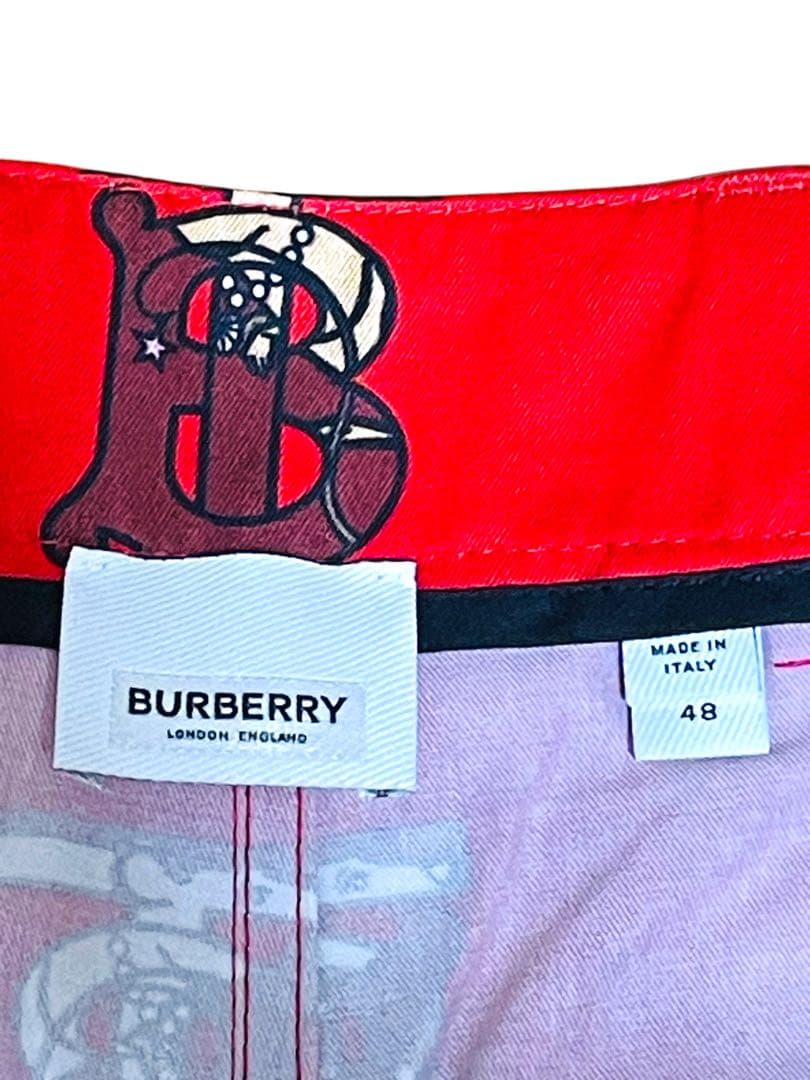 B
BURBERRY
LONDON ENGLAND
MADE IN
ITALY
48